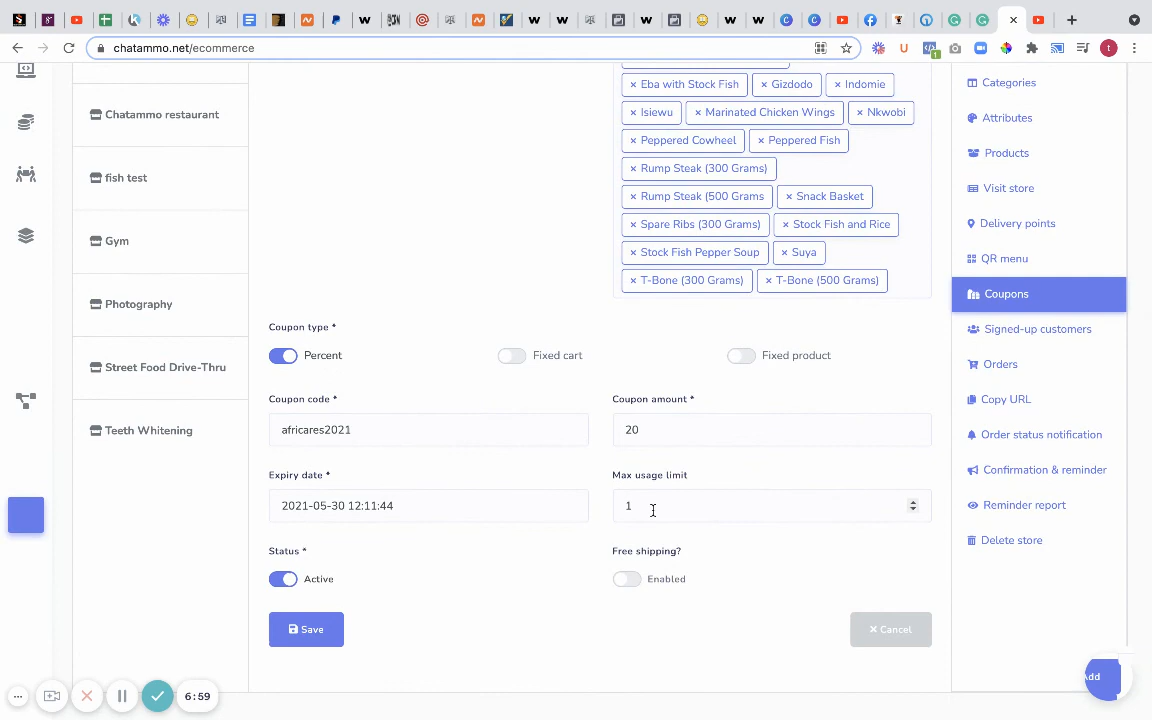 chatammo.net/ecommerce
Chatammo restaurant
fish test
Gym
Photography
Street Food Drive-Thru
Teeth Whitening
× Eba with Stock Fish × Gizdodo × Indomie
× Isiewu × Marinated Chicken Wings × Nkwobi
× Peppered Cowheel × Peppered Fish
× Rump Steak (300 Grams)
× Rump Steak (500 Grams × Snack Basket
× Spare Ribs (300 Grams) × Stock Fish and Rice
× Stock Fish Pepper Soup × Suya
× T-Bone (300 Grams) × T-Bone (500 Grams)
Coupon type *
Percent Fixed cart Fixed product
Coupon code * Coupon amount *
africares2021 20
Expiry date * Max usage limit
2021-05-30 12:11:44 1
Status * Free shipping?
Active Enabled
Save × Cancel
Categories
Attributes
Products
Visit store
Delivery points
QR menu
Coupons
Signed-up customers
Orders
Copy URL
Order status notification
Confirmation & reminder
Reminder report
Delete store
6:59